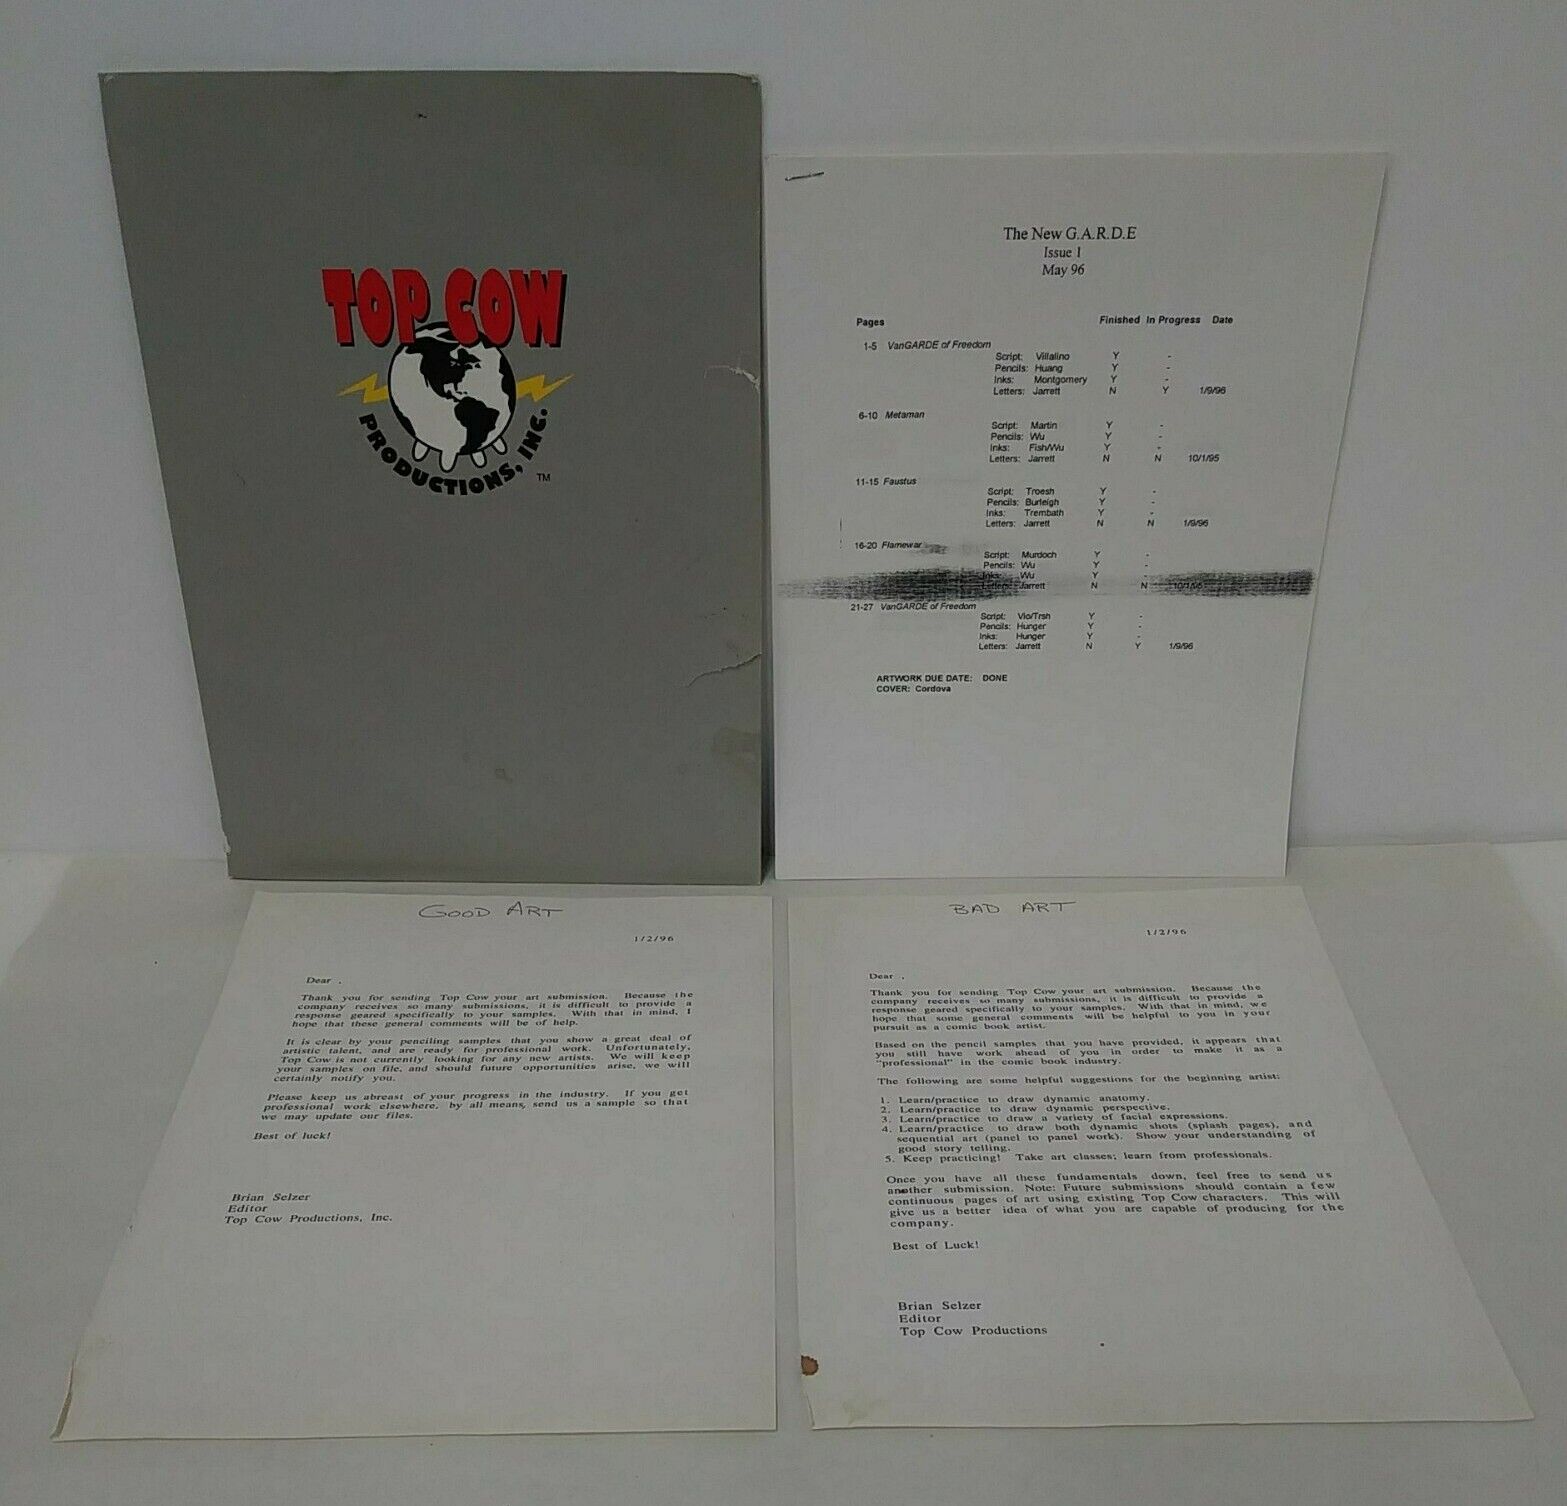 TOP COW
PRODUCTIONS, INC.
TM
The New G.A.R.D.E
Issue 1
May 96
Pages Finished In Progress Date
1-5 VanGARDE of Freedom
Script: Villalino Y -
Pencils: Huang Y -
Inks: Montgomery Y -
Letters: Jarrett N Y 1/9/96
6-10 Metaman
Script: Martin Y -
Pencils: Wu Y -
Inks: Fish/Wu Y -
Letters: Jarrett N N 10/1/95
11-15 Faustus
Script: Troesh Y -
Pencils: Burleigh Y -
Inks: Trembath Y -
Letters: Jarrett N N 1/9/96
16-20 Flamewar
Script: Murdoch Y -
Pencils: Wu Y -
Inks: Wu Y -
Letters: Jarrett N N
21-27 VanGARDE of Freedom
Script: Vio/Trsh Y -
Pencils: Hunger Y -
Inks: Hunger Y -
Letters: Jarrett N Y 1/9/96
ARTWORK DUE DATE: DONE
COVER: Cordova
GOOD ART
1/2/96
Dear ,
Thank you for sending Top Cow your art submission. Because the
company receives so many submissions, it is difficult to provide a
response geared specifically to your samples. With that in mind, I
hope that these general comments will be of help.
It is clear by your penciling samples that you show a great deal of
artistic talent, and are ready for professional work. Unfortunately,
Top Cow is not currently looking for any new artists. We will keep
your samples on file, and should future opportunities arise, we will
certainly notify you.
Please keep us abreast of your progress in the industry. If you get
professional work elsewhere, by all means, send us a sample so that
we may update our files.
Best of luck!
Brian Selzer
Editor
Top Cow Productions, Inc.
BAD ART
1/2/96
Dear ,
Thank you for sending Top Cow your art submission. Because the
company receives so many submissions, it is difficult to provide a
response geared specifically to your samples. With that in mind, we
hope that some general comments will be helpful to you in your
pursuit as a comic book artist.
Based on the pencil samples that you have provided, it appears that
you still have work ahead of you in order to make it as a
"professional" in the comic book industry.
The following are some helpful suggestions for the beginning artist:
1. Learn/practice to draw dynamic anatomy.
2. Learn/practice to draw dynamic perspective.
3. Learn/practice to draw a variety of facial expressions.
4. Learn/practice to draw both dynamic shots (splash pages), and
sequential art (panel to panel work). Show your understanding of
good story telling.
5. Keep practicing! Take art classes; learn from professionals.
Once you have all these fundamentals down, feel free to send us
another submission. Note: Future submissions should contain a few
continuous pages of art using existing Top Cow characters. This will
give us a better idea of what you are capable of producing for the
company.
Best of Luck!
Brian Selzer
Editor
Top Cow Productions